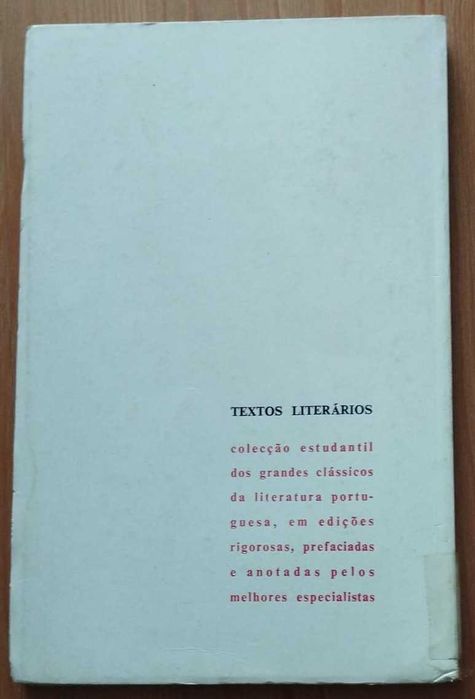 TEXTOS LITERÁRIOS
colecção estudantil
dos grandes clássicos
da literatura portu-
guesa, em edições
rigorosas, prefaciadas
e anotadas pelos
melhores especialistas